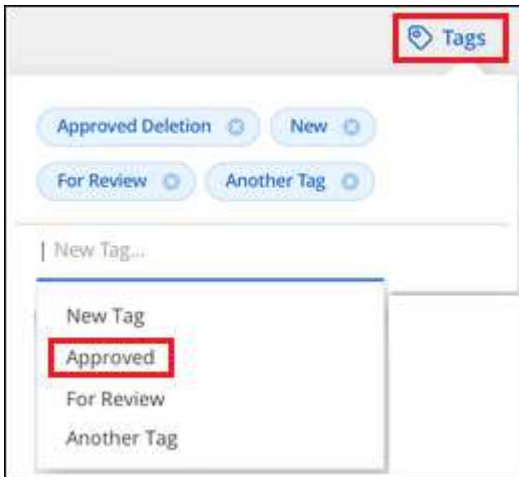 Tags
Approved Deletion New
For Review Another Tag
New Tag...
New Tag
Approved
For Review
Another Tag